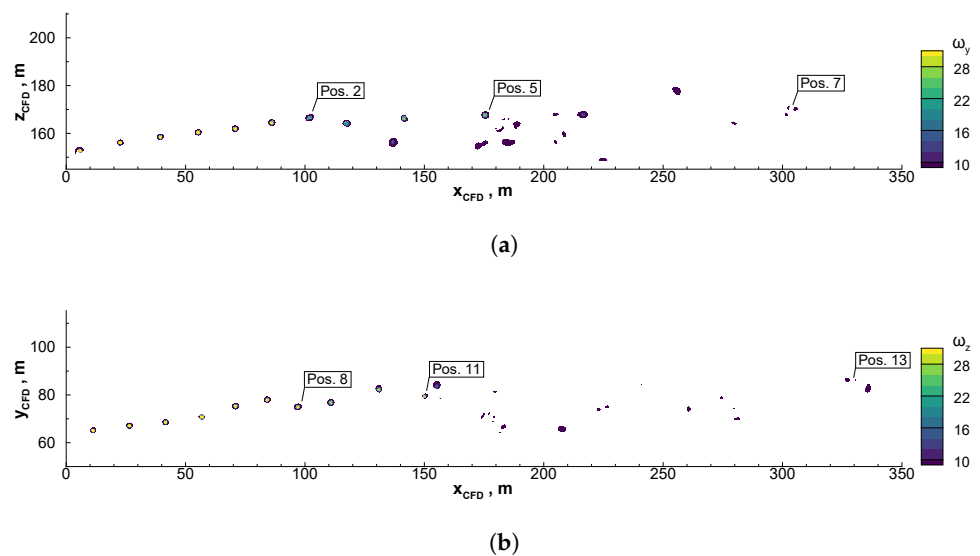 200
180
160
z_CFD , m
Pos. 2
Pos. 5
Pos. 7
ω_y
28
22
16
10
0 50 100 150 200 250 300 350
x_CFD , m
(a)
100
80
60
y_CFD , m
Pos. 8
Pos. 11
Pos. 13
ω_z
28
22
16
10
0 50 100 150 200 250 300 350
x_CFD , m
(b)